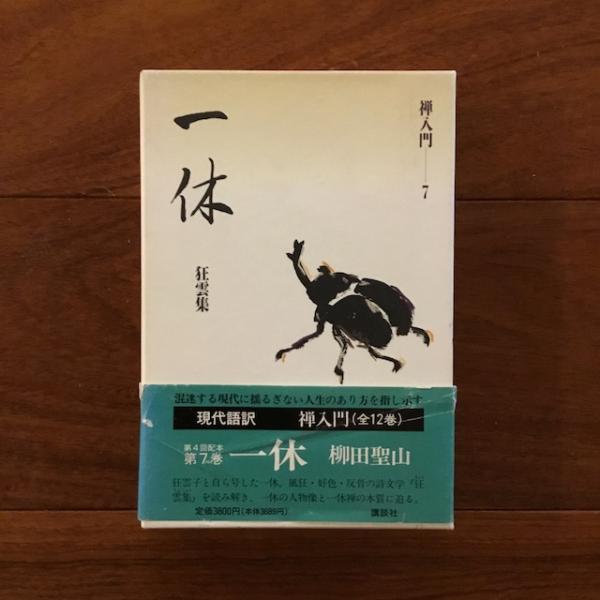 禅入門―7
一休
狂雲集
混迷する現代に揺るぎない人生のあり方を指し示す
現代語訳 禅入門(全12巻)
第4回配本
第7巻 一休 柳田聖山
狂雲子と自ら号した一休。風狂・好色・反骨の詩文学『狂
雲集』を読み解き、一休の人物像と一休禅の本質に迫る。
定価3800円(本体3689円) 講談社